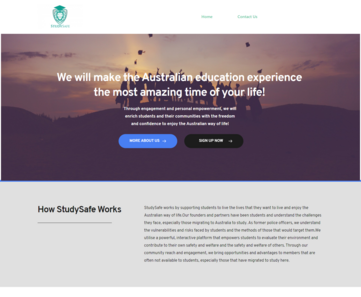 StudySafe
Home
Contact Us
We will make the Australian education experience
the most amazing time of your life!
Through engagement and personal empowerment, we will
enrich students and their communities with the freedom
and confidence to enjoy the Australian way of life!
MORE ABOUT US →
SIGN UP NOW →
How StudySafe Works
StudySafe works by supporting students to live the lives that they want to live and enjoy the
Australian way of life.Our founders and partners have been students and understand the challenges
they face, especially those migrating to Australia to study. As former police officers, we understand
the vulnerabilities and risks faced by students and the methods of those that would target them.We
utilise a powerful, interactive platform that empowers students to evaluate their environment and
contribute to their own safety and welfare and the safety and welfare of others. Through our
community reach and engagement, we bring opportunities and advantages to members that are
often not available to students, especially those that have migrated to study here.